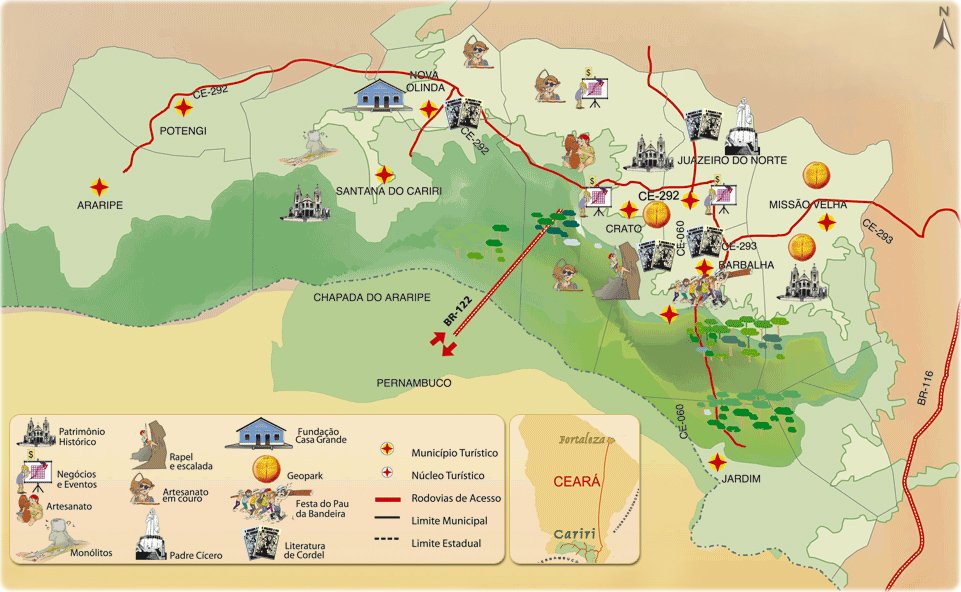 N
NOVA
OLINDA
CE-292
POTENGI
CE-292
JUAZEIRO DO NORTE
SANTANA DO CARIRI
ARARIPE
$
$
$
CE-292
MISSÃO VELHA
CRATO
CE-060
CE-293
CE-293
BARBALHA
CHAPADA DO ARARIPE
BR-122
PERNAMBUCO
BR-116
CE-060
JARDIM
Patrimônio
Histórico
$
Negócios
e Eventos
Artesanato
Monólitos
Rapel
e escalada
Artesanato
em couro
Padre Cícero
Fundação
Casa Grande
Geopark
Festa do Pau
da Bandeira
Literatura
de Cordel
Município Turístico
Núcleo Turístico
Rodovias de Acesso
Limite Municipal
Limite Estadual
Fortaleza
CEARÁ
Cariri